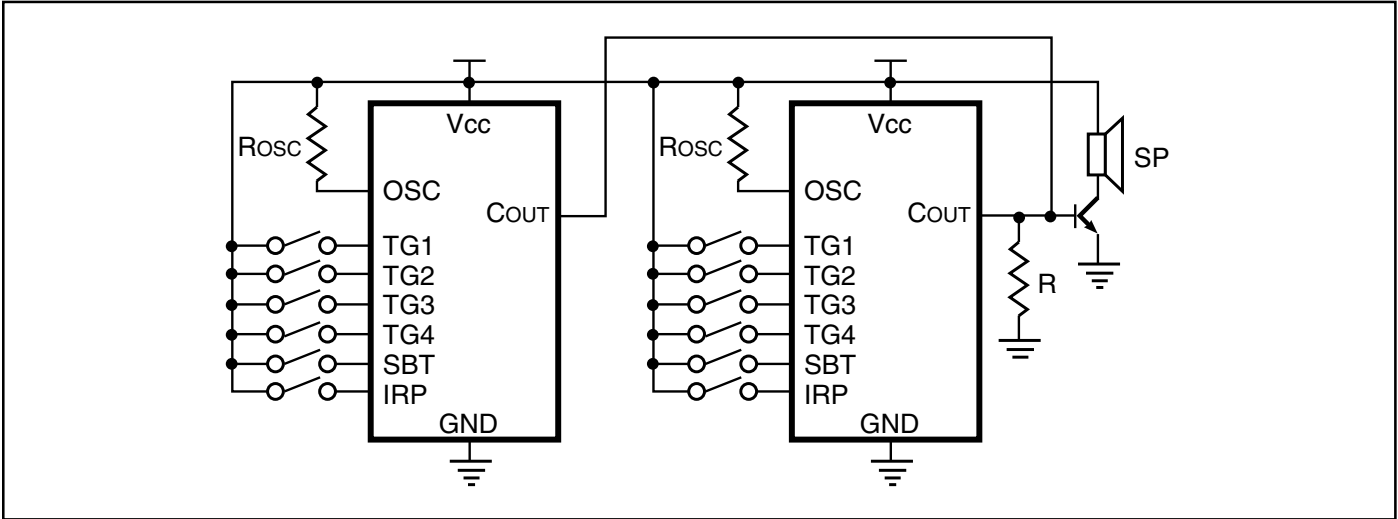 Vcc
ROSC
OSC
COUT
TG1
TG2
TG3
TG4
SBT
IRP
GND
Vcc
ROSC
OSC
COUT
TG1
TG2
TG3
TG4
SBT
IRP
GND
SP
R